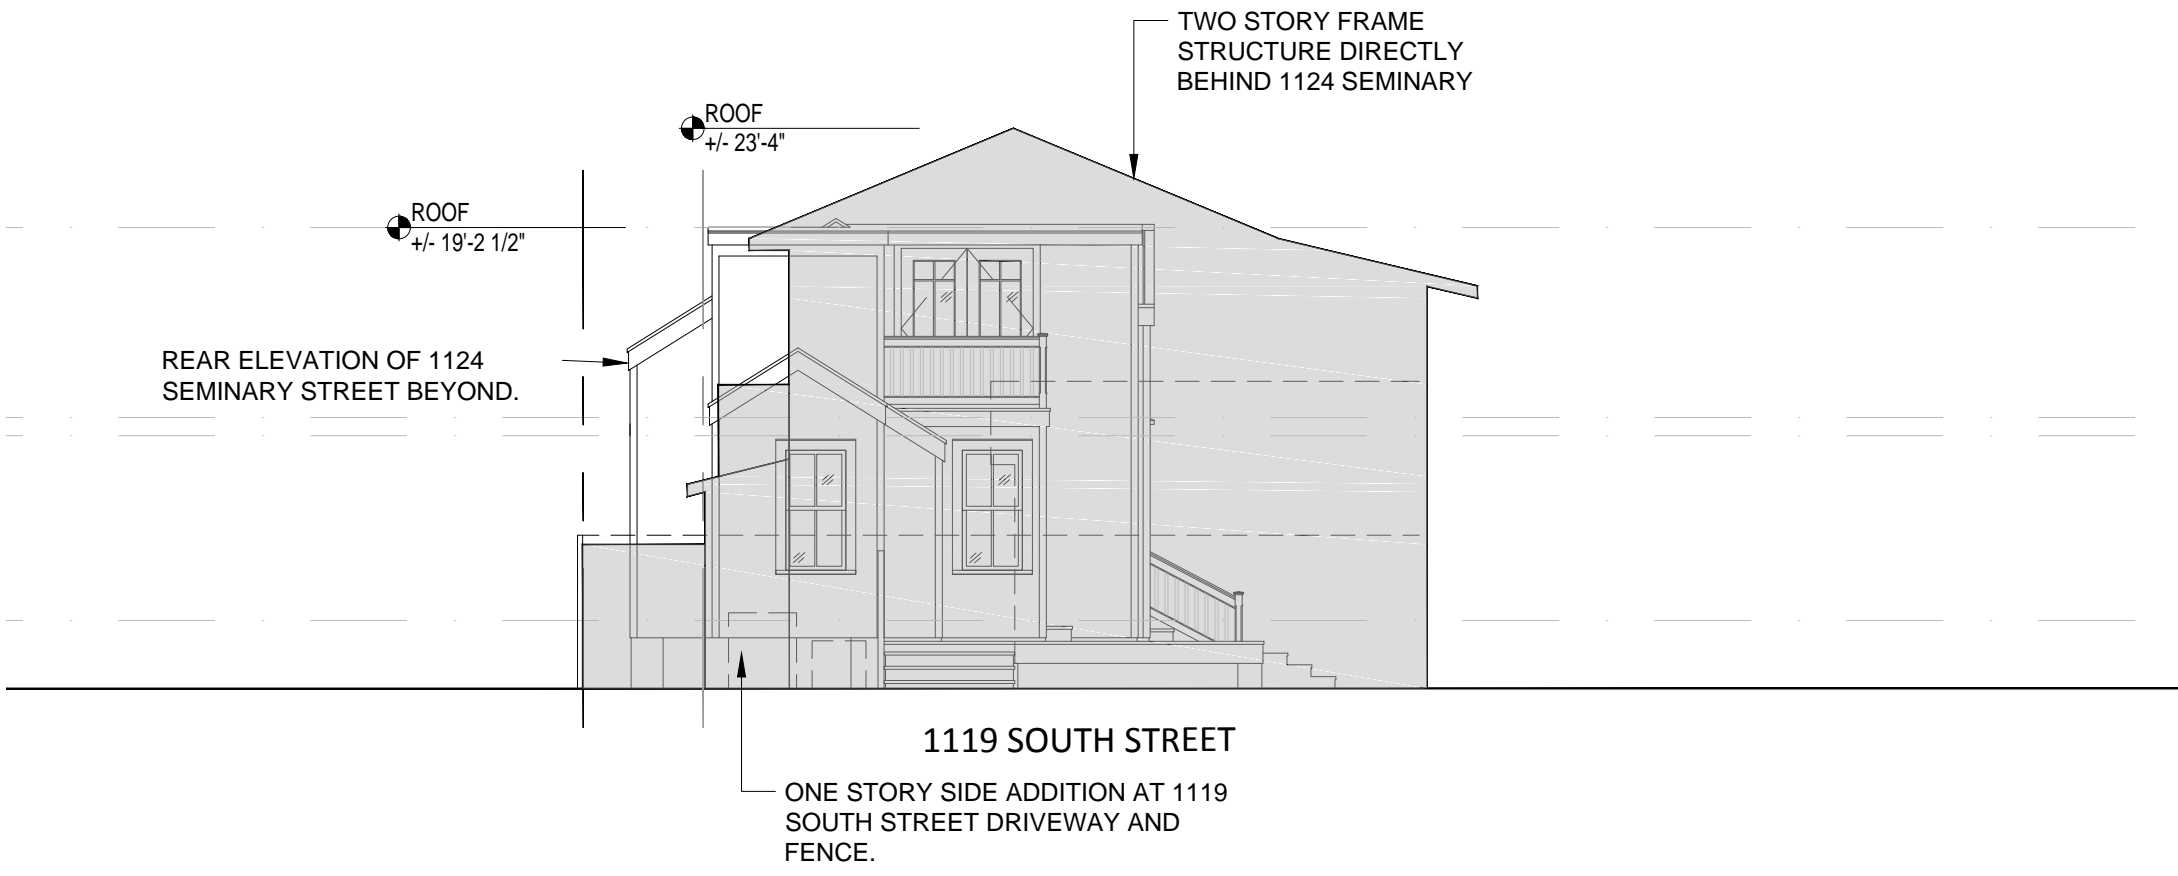 TWO STORY FRAME
STRUCTURE DIRECTLY
BEHIND 1124 SEMINARY
ROOF
+/- 23'-4"
ROOF
+/- 19'-2 1/2"
REAR ELEVATION OF 1124
SEMINARY STREET BEYOND.
1119 SOUTH STREET
ONE STORY SIDE ADDITION AT 1119
SOUTH STREET DRIVEWAY AND
FENCE.